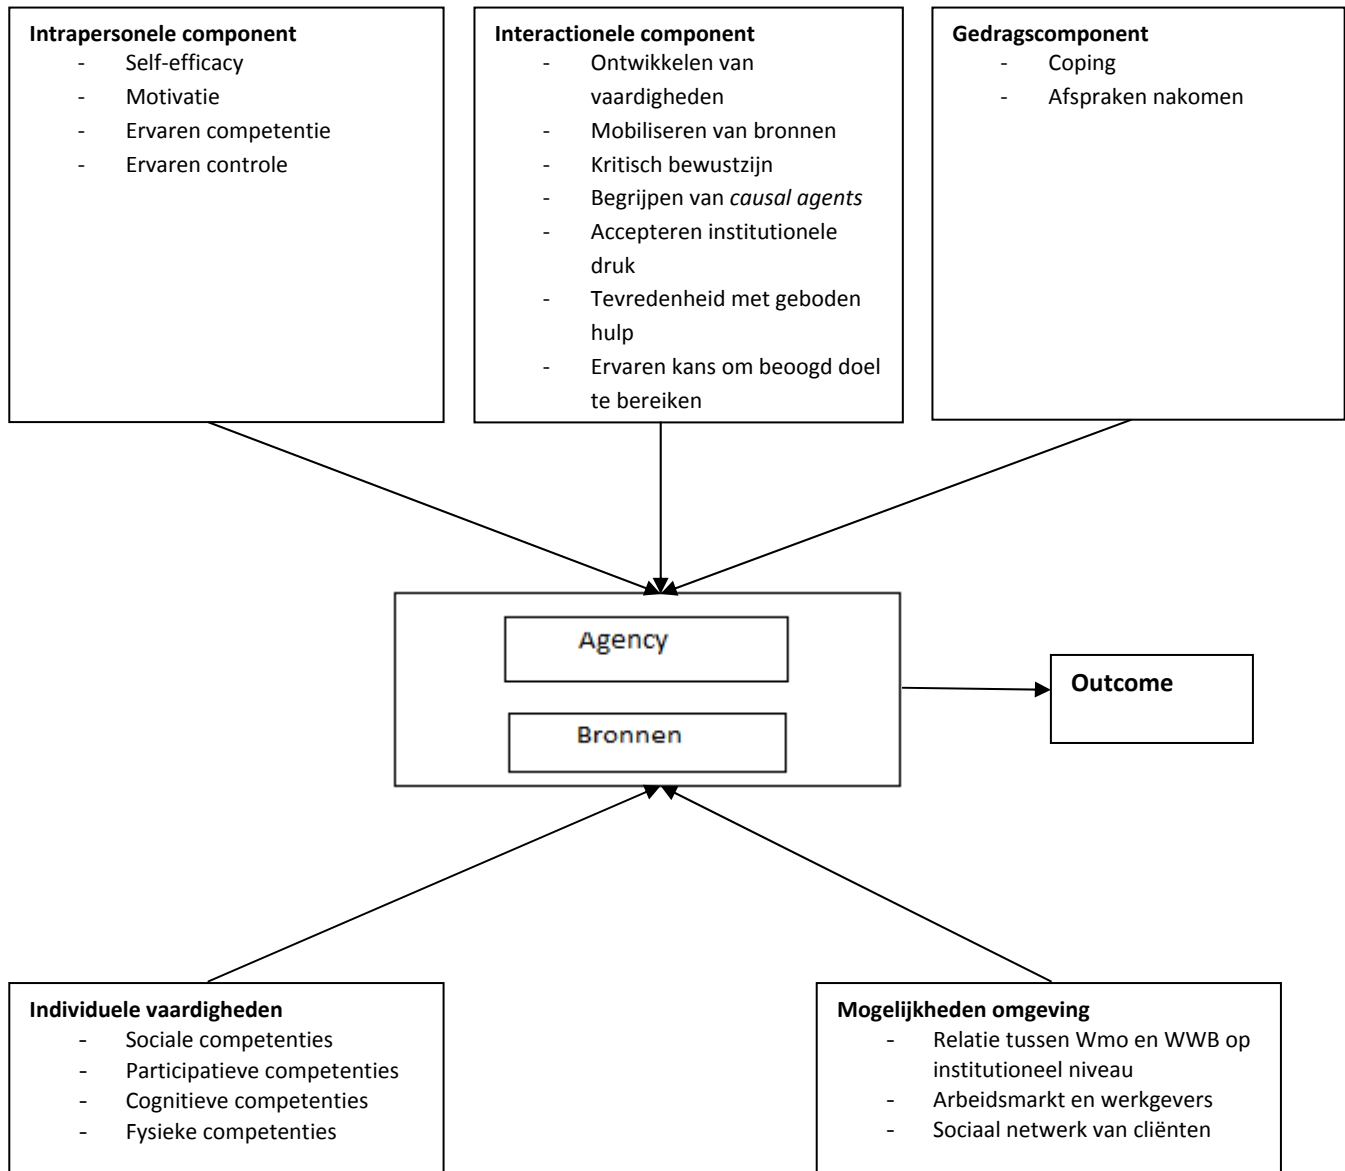 Intrapersonele component
- Self-efficacy
- Motivatie
- Ervaren competentie
- Ervaren controle
Interactionele component
- Ontwikkelen van
vaardigheden
- Mobiliseren van bronnen
- Kritisch bewustzijn
- Begrijpen van causal agents
- Accepteren institutionele
druk
- Tevredenheid met geboden
hulp
- Ervaren kans om beoogd doel
te bereiken
Gedragscomponent
- Coping
- Afspraken nakomen
Agency
Bronnen
Outcome
Individuele vaardigheden
- Sociale competenties
- Participatieve competenties
- Cognitieve competenties
- Fysieke competenties
Mogelijkheden omgeving
- Relatie tussen Wmo en WWB op
institutioneel niveau
- Arbeidsmarkt en werkgevers
- Sociaal netwerk van cliënten